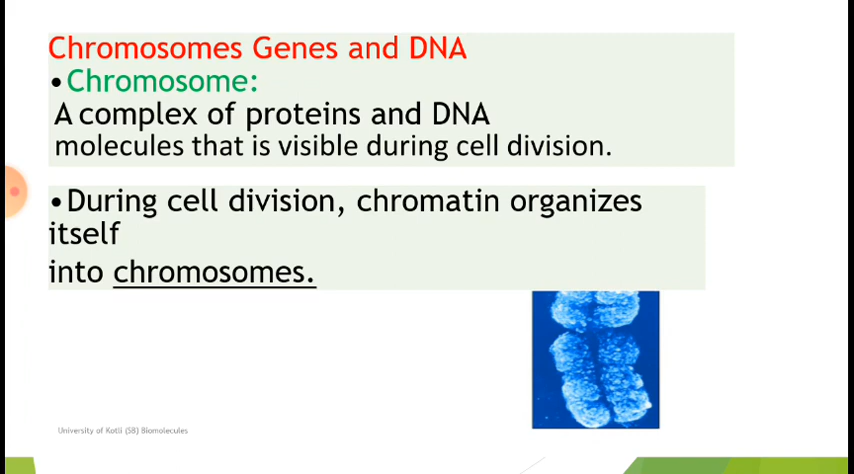 Chromosomes Genes and DNA
•Chromosome:
A complex of proteins and DNA
molecules that is visible during cell division.
•During cell division, chromatin organizes
itself
into chromosomes.
University of Kotli (SB) Biomolecules